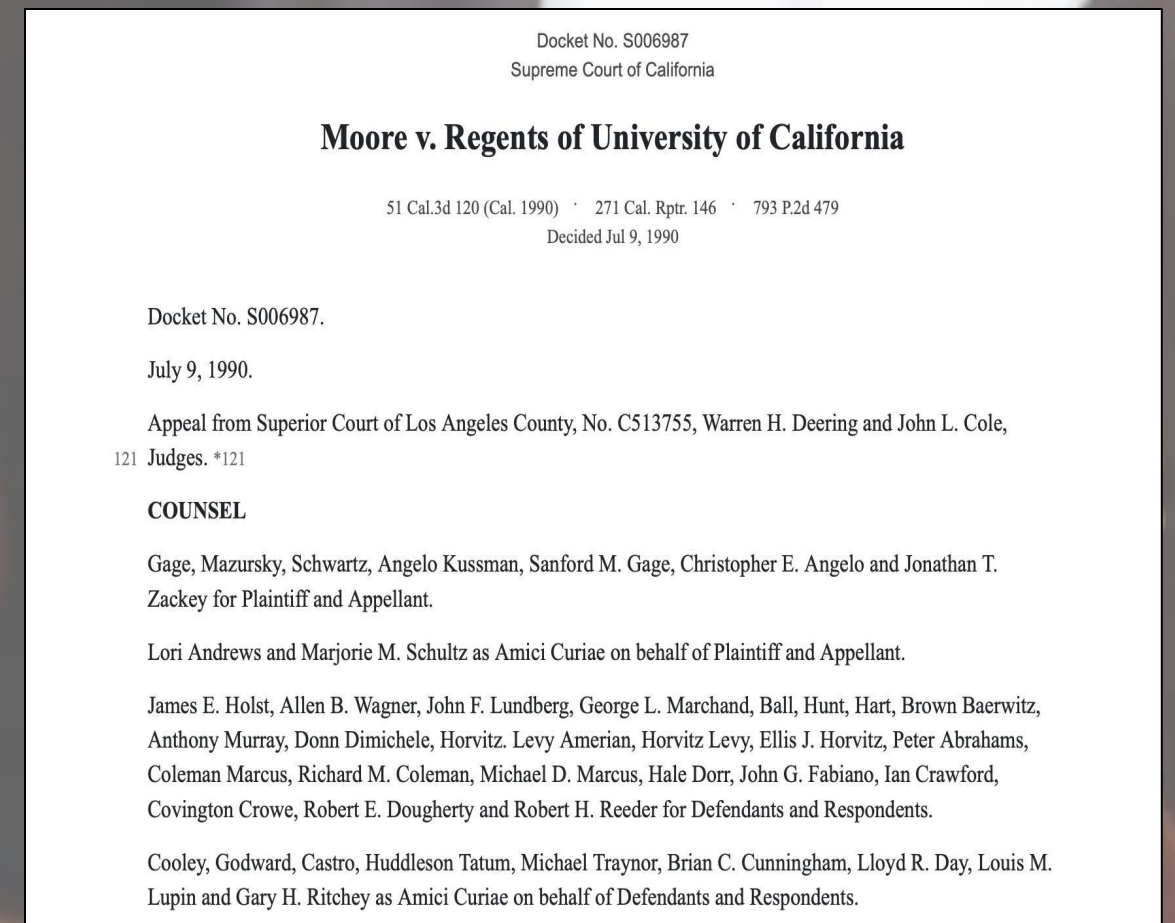 Docket No. S006987
Supreme Court of California
Moore v. Regents of University of California
51 Cal.3d 120 (Cal. 1990) · 271 Cal. Rptr. 146 · 793 P.2d 479
Decided Jul 9, 1990
Docket No. S006987.
July 9, 1990.
Appeal from Superior Court of Los Angeles County, No. C513755, Warren H. Deering and John L. Cole,
121 Judges. *121
COUNSEL
Gage, Mazursky, Schwartz, Angelo Kussman, Sanford M. Gage, Christopher E. Angelo and Jonathan T.
Zackey for Plaintiff and Appellant.
Lori Andrews and Marjorie M. Schultz as Amici Curiae on behalf of Plaintiff and Appellant.
James E. Holst, Allen B. Wagner, John F. Lundberg, George L. Marchand, Ball, Hunt, Hart, Brown Baerwitz,
Anthony Murray, Donn Dimichele, Horvitz. Levy Amerian, Horvitz Levy, Ellis J. Horvitz, Peter Abrahams,
Coleman Marcus, Richard M. Coleman, Michael D. Marcus, Hale Dorr, John G. Fabiano, Ian Crawford,
Covington Crowe, Robert E. Dougherty and Robert H. Reeder for Defendants and Respondents.
Cooley, Godward, Castro, Huddleson Tatum, Michael Traynor, Brian C. Cunningham, Lloyd R. Day, Louis M.
Lupin and Gary H. Ritchey as Amici Curiae on behalf of Defendants and Respondents.